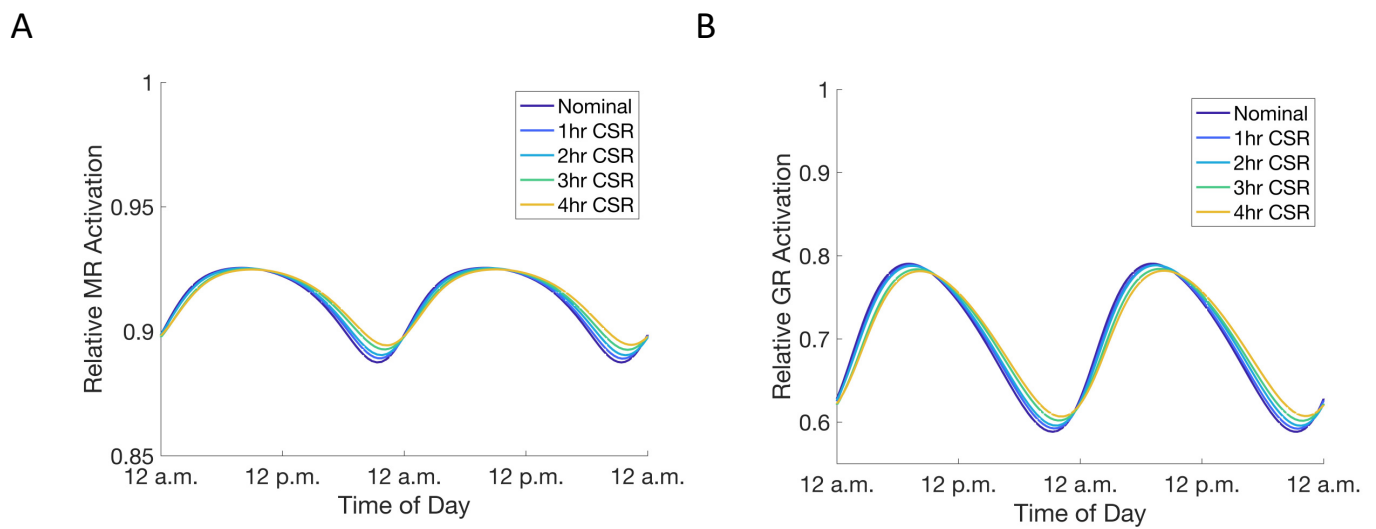 A
Relative MR Activation
1
0.95
0.9
0.85
Nominal
1hr CSR
2hr CSR
3hr CSR
4hr CSR
12 a.m. 12 p.m. 12 a.m. 12 p.m. 12 a.m.
Time of Day
B
Relative GR Activation
1
0.9
0.8
0.7
0.6
Nominal
1hr CSR
2hr CSR
3hr CSR
4hr CSR
12 a.m. 12 p.m. 12 a.m. 12 p.m. 12 a.m.
Time of Day